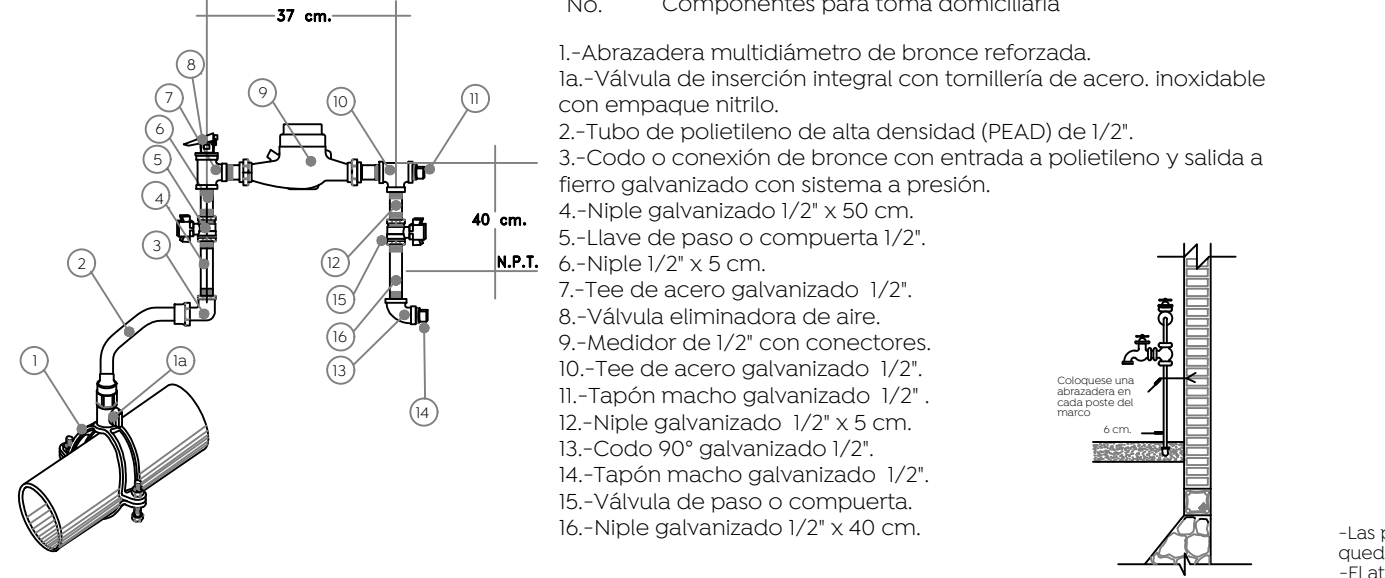 37 cm.
No. Componentes para toma domiciliaria
1.-Abrazadera multidiámetro de bronce reforzada.
1a.-Válvula de inserción integral con tornillería de acero. inoxidable
con empaque nitrilo.
2.-Tubo de polietileno de alta densidad (PEAD) de 1/2".
3.-Codo o conexión de bronce con entrada a polietileno y salida a
fierro galvanizado con sistema a presión.
4.-Niple galvanizado 1/2" x 50 cm.
5.-Llave de paso o compuerta 1/2".
6.-Niple 1/2" x 5 cm.
7.-Tee de acero galvanizado 1/2".
8.-Válvula eliminadora de aire.
9.-Medidor de 1/2" con conectores.
10.-Tee de acero galvanizado 1/2".
11.-Tapón macho galvanizado 1/2" .
12.-Niple galvanizado 1/2" x 5 cm.
13.-Codo 90° galvanizado 1/2".
14.-Tapón macho galvanizado 1/2".
15.-Válvula de paso o compuerta.
16.-Niple galvanizado 1/2" x 40 cm.
8
7
9
10
11
6
5
4
40 cm.
3
12
N.P.T.
2
15
16
1
1a
13
14
Coloquese una
abrazadera en
cada poste del
marco
6 cm.
-Las